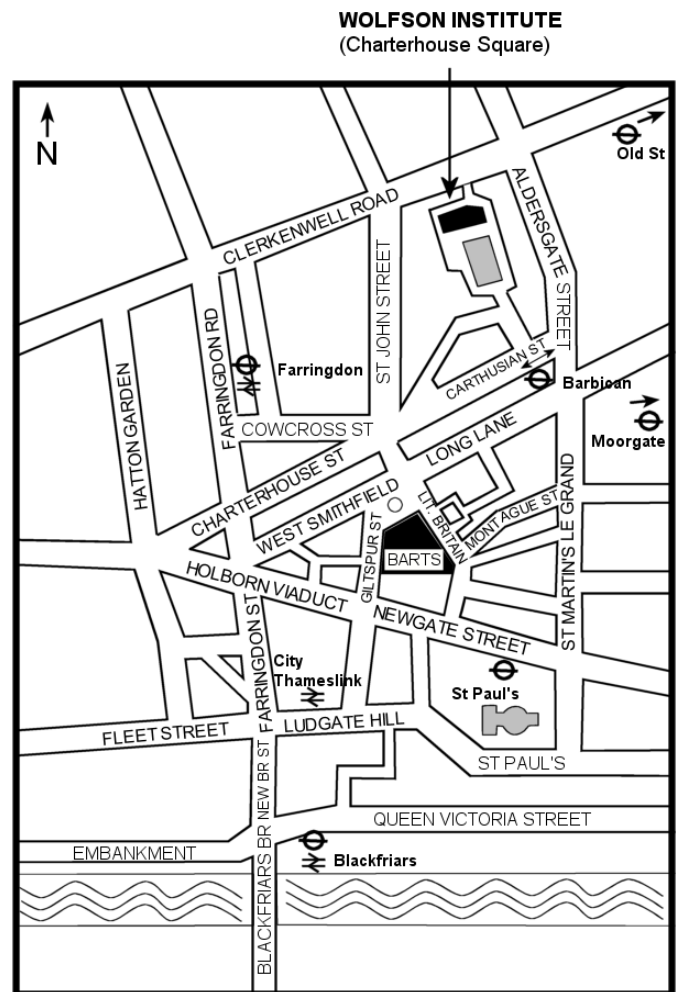 WOLFSON INSTITUTE
(Charterhouse Square)
N
Old St
CLERKENWELL ROAD
ALDERSGATE
STREET
ST JOHN STREET
FARRINGDON RD
HATTON GARDEN
Farringdon
CARTHUSIAN ST
Barbican
Moorgate
COWCROSS ST
LONG LANE
CHARTERHOUSE ST
WEST SMITHFIELD
LIT. BRITAIN
MONTAGUE ST
ST MARTIN'S LE GRAND
GILTSPUR ST
BARTS
HOLBORN VIADUCT
NEWGATE STREET
FARRINGDON ST
City
Thameslink
St Paul's
FLEET STREET
LUDGATE HILL
ST PAUL'S
NEW BR ST
QUEEN VICTORIA STREET
EMBANKMENT
Blackfriars
BLACKFRIARS BR